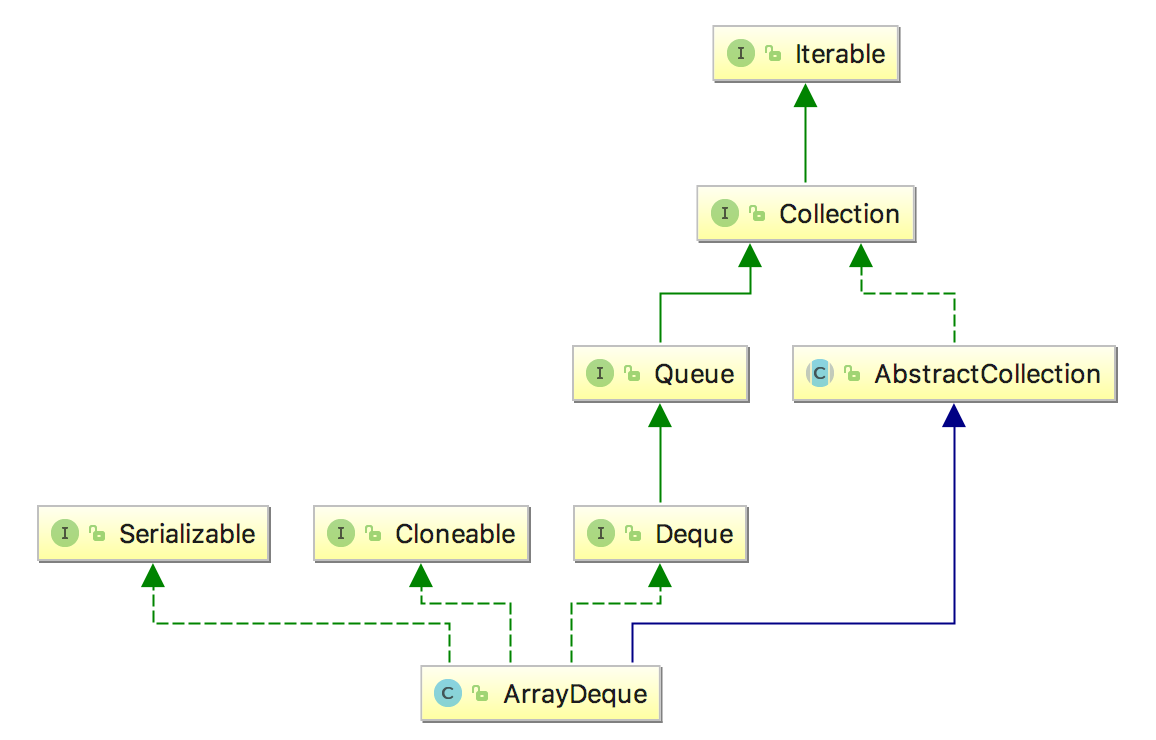 I Iterable
I Collection
I Queue
C AbstractCollection
I Serializable
I Cloneable
I Deque
C ArrayDeque